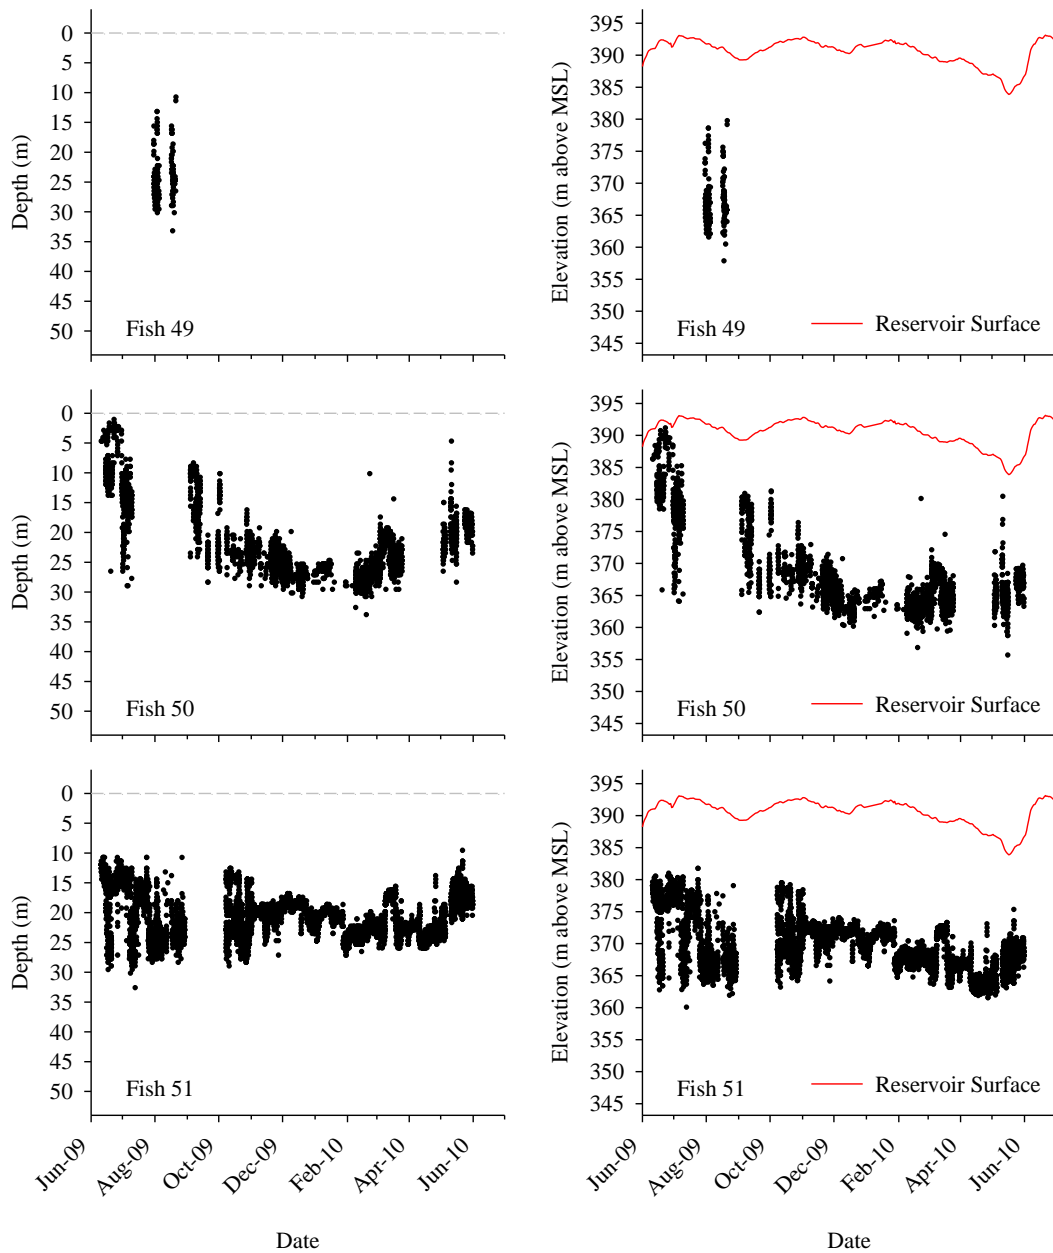 0
5
10
15
20
25
30
35
40
45
50
Depth (m)
Fish 49
395
390
385
380
375
370
365
360
355
350
345
Elevation (m above MSL)
Fish 49
Reservoir Surface
0
5
10
15
20
25
30
35
40
45
50
Depth (m)
Fish 50
395
390
385
380
375
370
365
360
355
350
345
Elevation (m above MSL)
Fish 50
Reservoir Surface
0
5
10
15
20
25
30
35
40
45
50
Depth (m)
Fish 51
Jun-09
Aug-09
Oct-09
Dec-09
Feb-10
Apr-10
Jun-10
Date
395
390
385
380
375
370
365
360
355
350
345
Elevation (m above MSL)
Fish 51
Reservoir Surface
Jun-09
Aug-09
Oct-09
Dec-09
Feb-10
Apr-10
Jun-10
Date